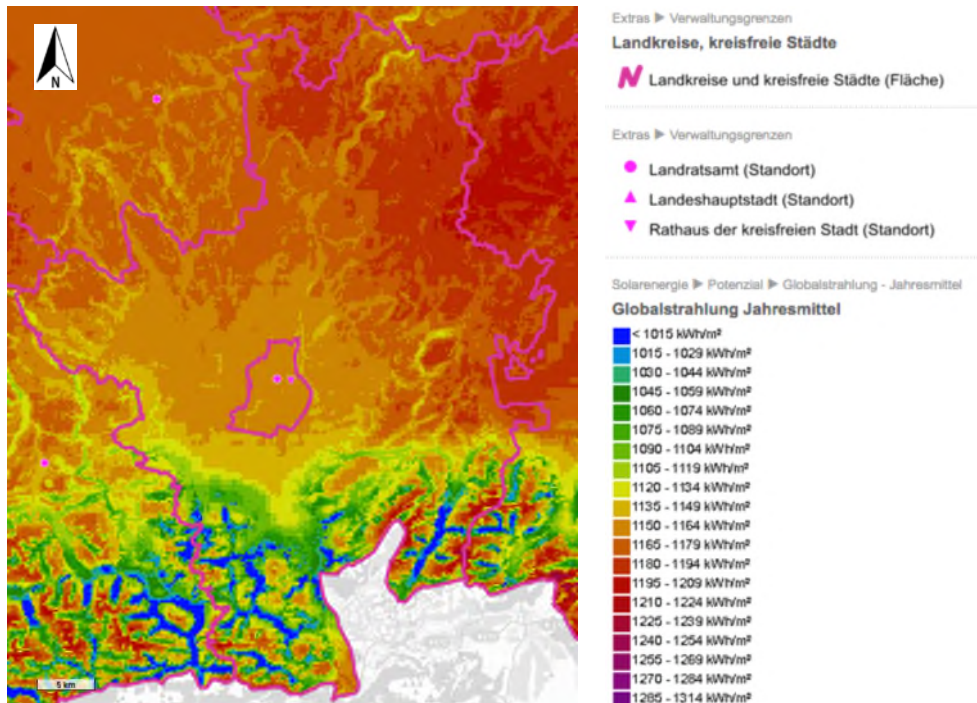 N
5 km
Extras ▶ Verwaltungsgrenzen
Landkreise, kreisfreie Städte
Landkreise und kreisfreie Städte (Fläche)
Extras ▶ Verwaltungsgrenzen
Landratsamt (Standort)
Landeshauptstadt (Standort)
Rathaus der kreisfreien Stadt (Standort)
Solarenergie ▶ Potenzial ▶ Globalstrahlung - Jahresmittel
Globalstrahlung Jahresmittel
< 1015 kWh/m²
1015 - 1029 kWh/m²
1030 - 1044 kWh/m²
1045 - 1059 kWh/m²
1060 - 1074 kWh/m²
1075 - 1089 kWh/m²
1090 - 1104 kWh/m²
1105 - 1119 kWh/m²
1120 - 1134 kWh/m²
1135 - 1149 kWh/m²
1150 - 1164 kWh/m²
1165 - 1179 kWh/m²
1180 - 1194 kWh/m²
1195 - 1209 kWh/m²
1210 - 1224 kWh/m²
1225 - 1239 kWh/m²
1240 - 1254 kWh/m²
1255 - 1269 kWh/m²
1270 - 1284 kWh/m²
1285 - 1314 kWh/m²